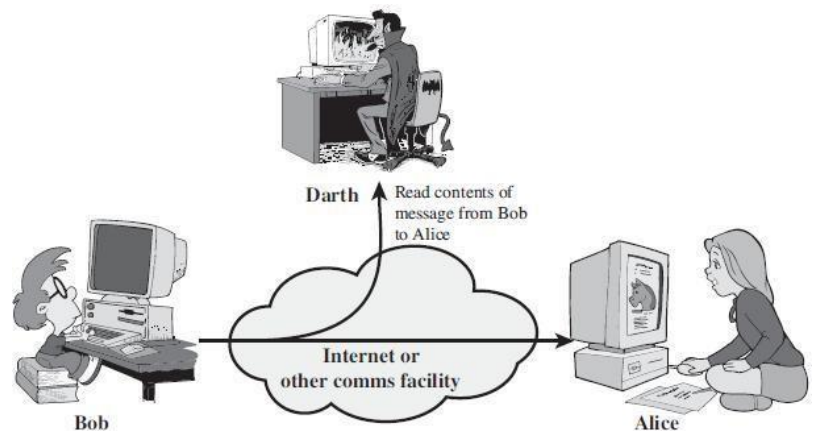 Darth
Read contents of
message from Bob
to Alice
Internet or
other comms facility
Bob
Alice